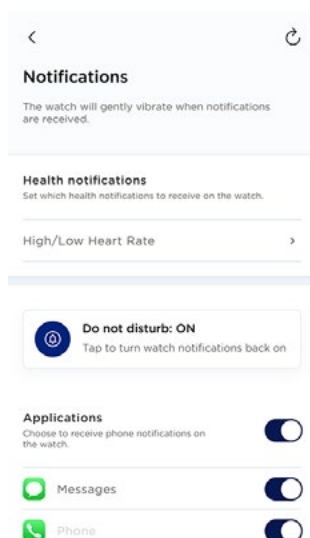 Notifications
The watch will gently vibrate when notifications
are received.
Health notifications
Set which health notifications to receive on the watch.
High/Low Heart Rate
Do not disturb: ON
Tap to turn watch notifications back on
Applications
Choose to receive phone notifications on
the watch.
Messages
Phone